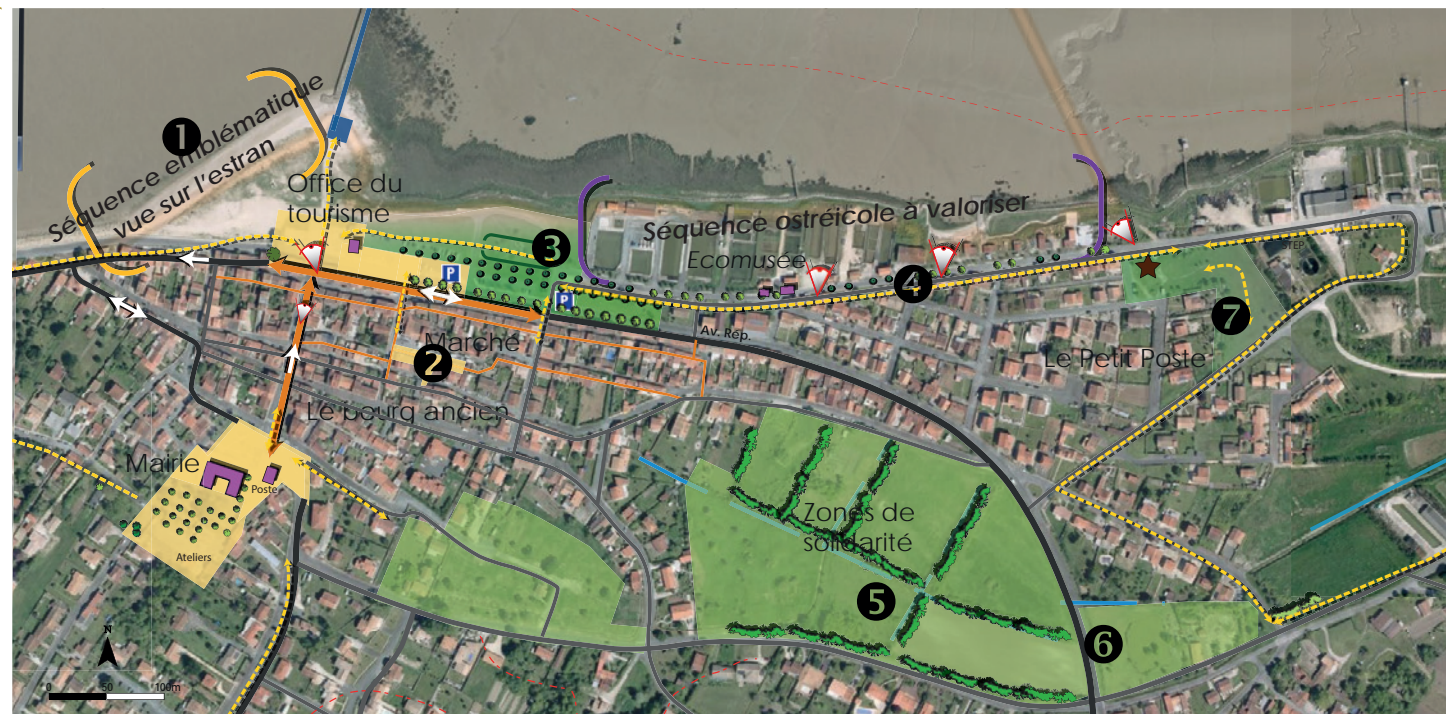 1
Séquence emblématique
vue sur l'estran
Office du
tourisme
3
Séquence ostréicole à valoriser
Ecomusée
4
STEP
P
P
7
Av. Rép.
Marché
2
Le Petit Poste
Le bourg ancien
Mairie
Poste
Ateliers
Zones de
solidarité
5
6
N
0 50 100m